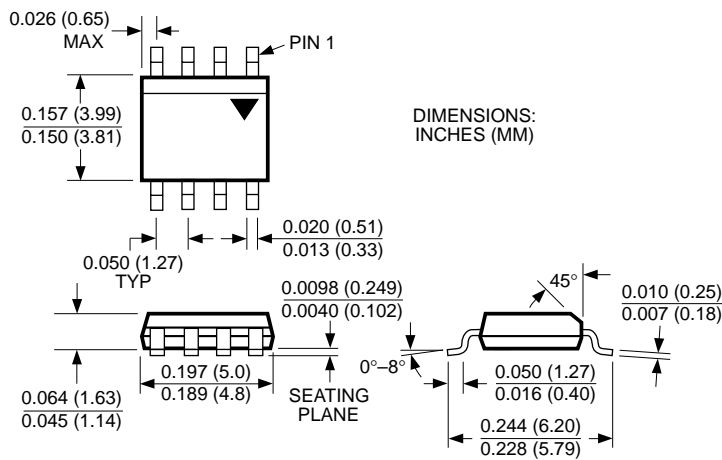 0.026 (0.65)
MAX
PIN 1
0.157 (3.99)
0.150 (3.81)
DIMENSIONS:
INCHES (MM)
0.020 (0.51)
0.013 (0.33)
0.050 (1.27)
TYP
0.0098 (0.249)
0.0040 (0.102)
45°
0.010 (0.25)
0.007 (0.18)
0°–8°
0.064 (1.63)
0.045 (1.14)
0.197 (5.0)
0.189 (4.8)
SEATING
PLANE
0.050 (1.27)
0.016 (0.40)
0.244 (6.20)
0.228 (5.79)